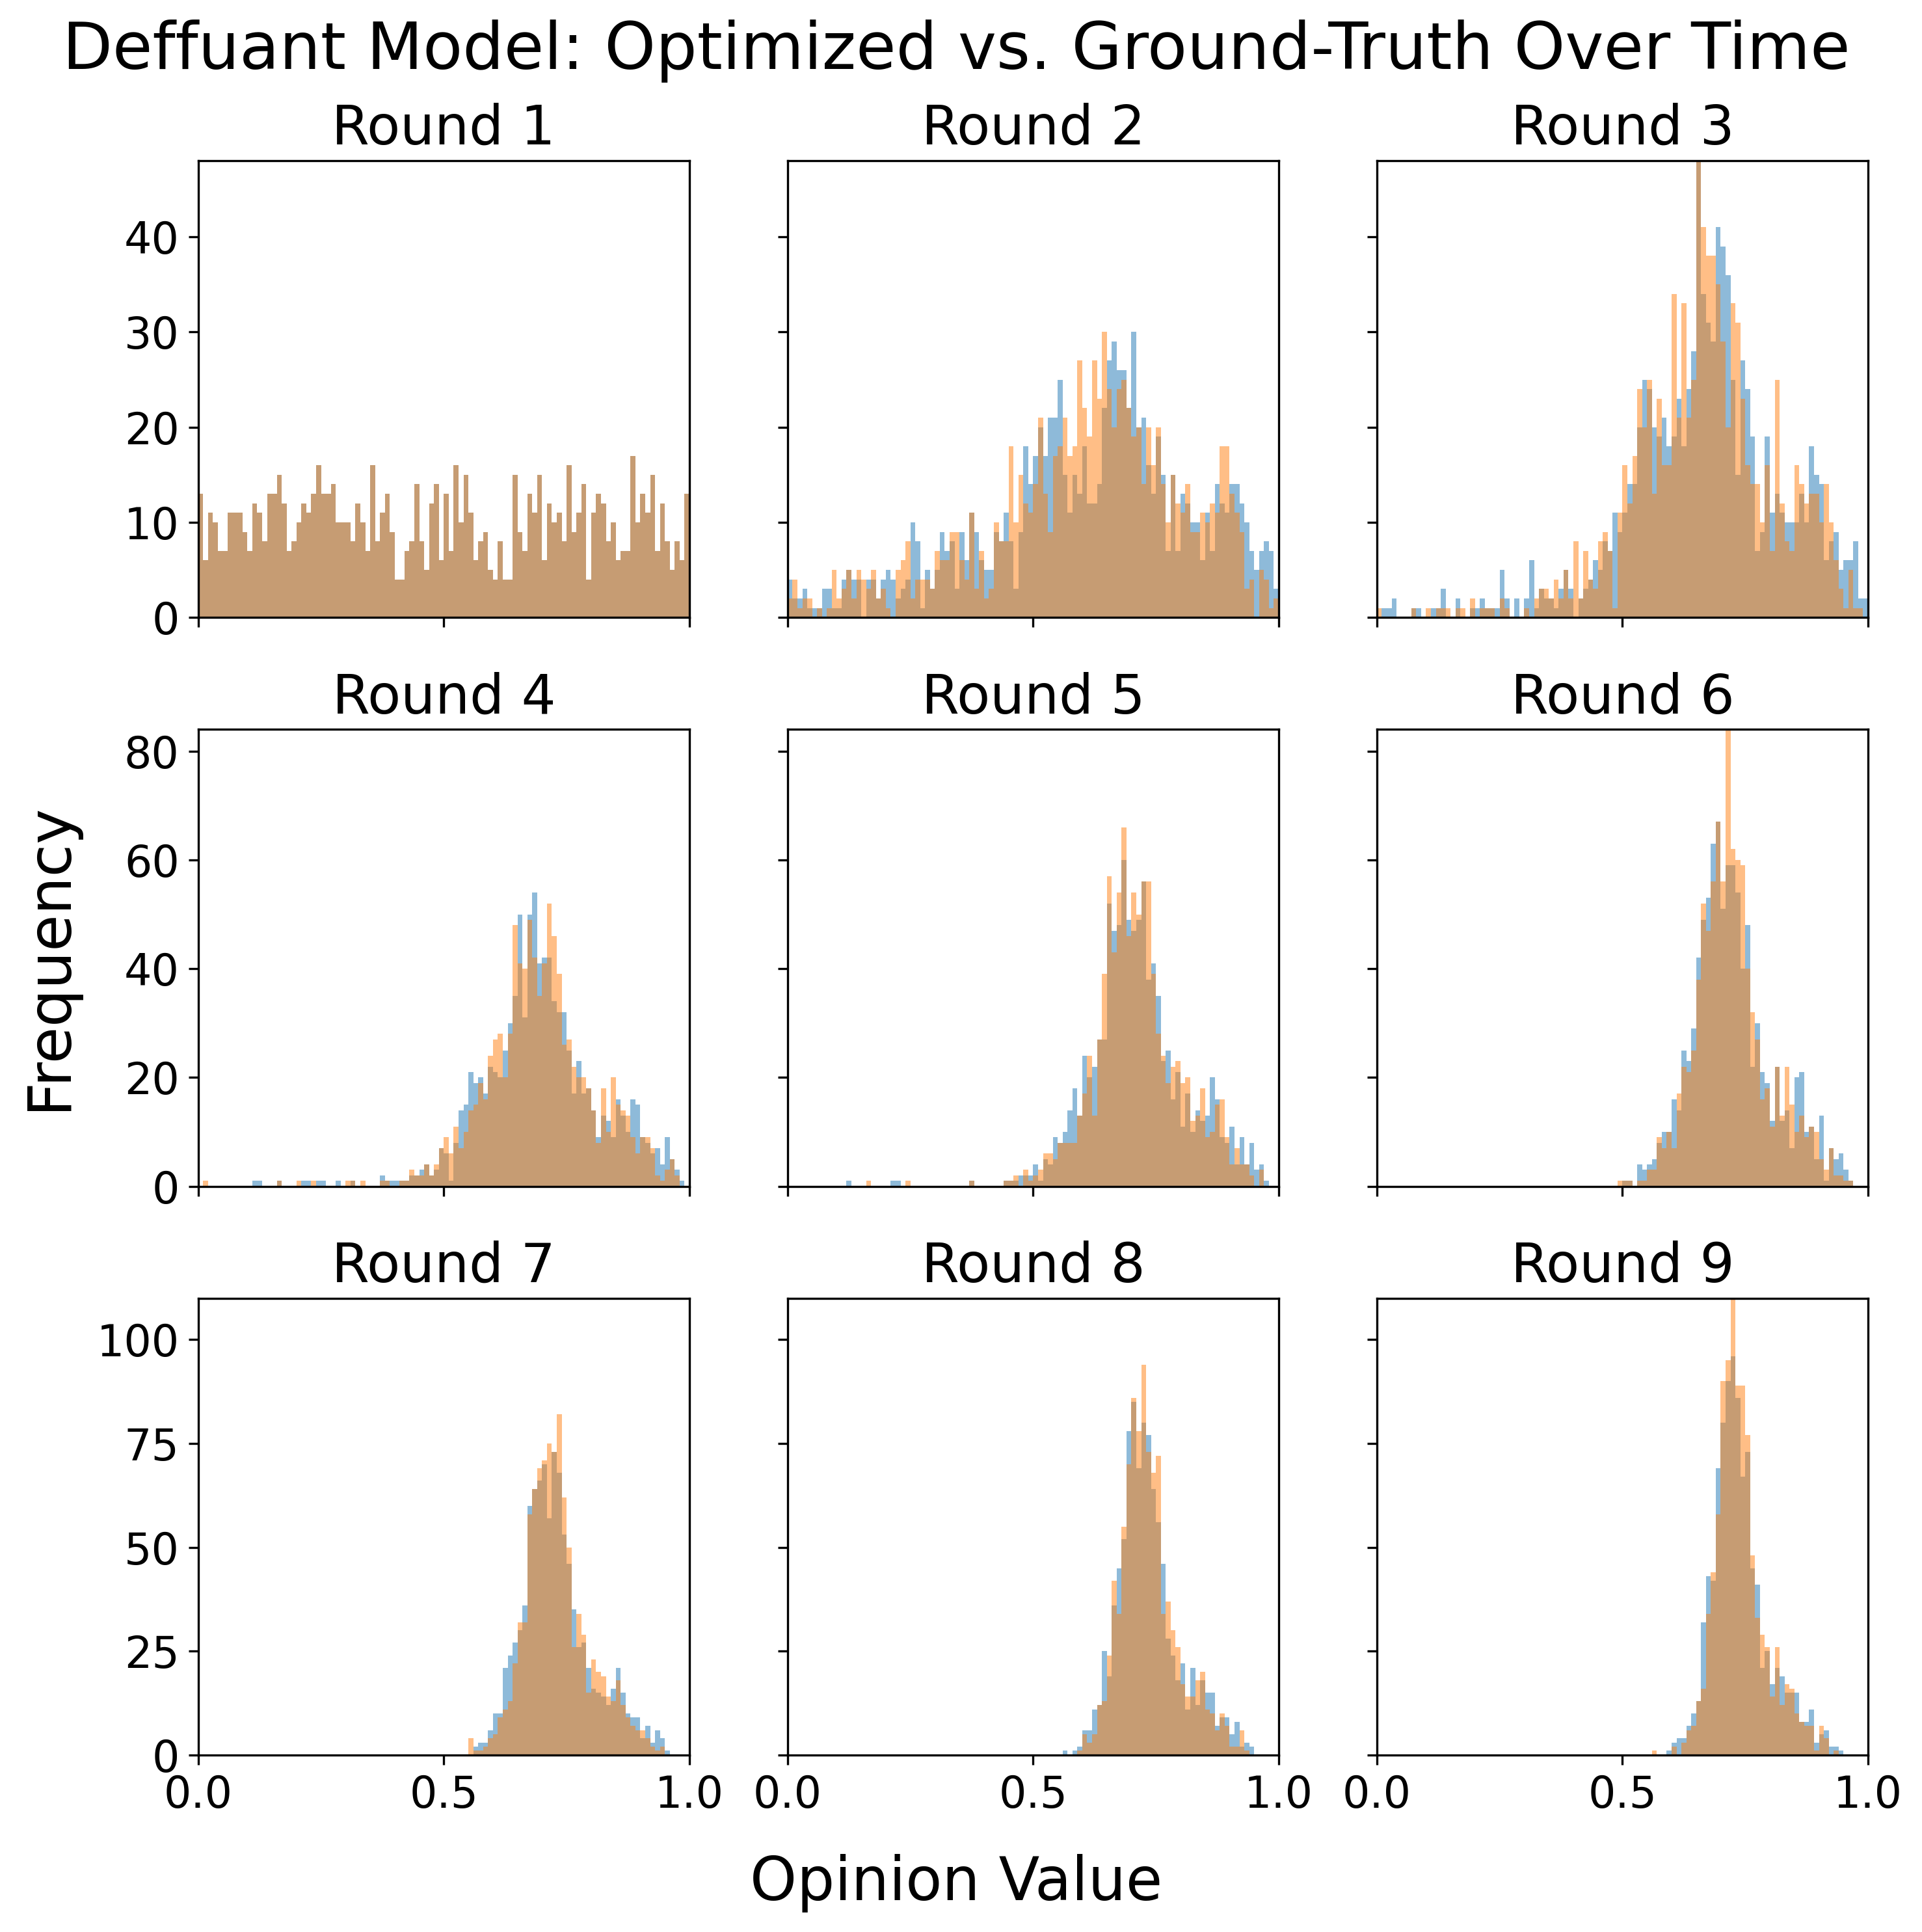 Deffuant Model: Optimized vs. Ground-Truth Over Time
Round 1
Round 2
Round 3
40
30
20
10
0
Round 4
Round 5
Round 6
80
60
40
20
0
Frequency
Round 7
Round 8
Round 9
100
75
50
25
0
0.0 0.5 1.0 0.0 0.5 1.0 0.0 0.5 1.0
Opinion Value